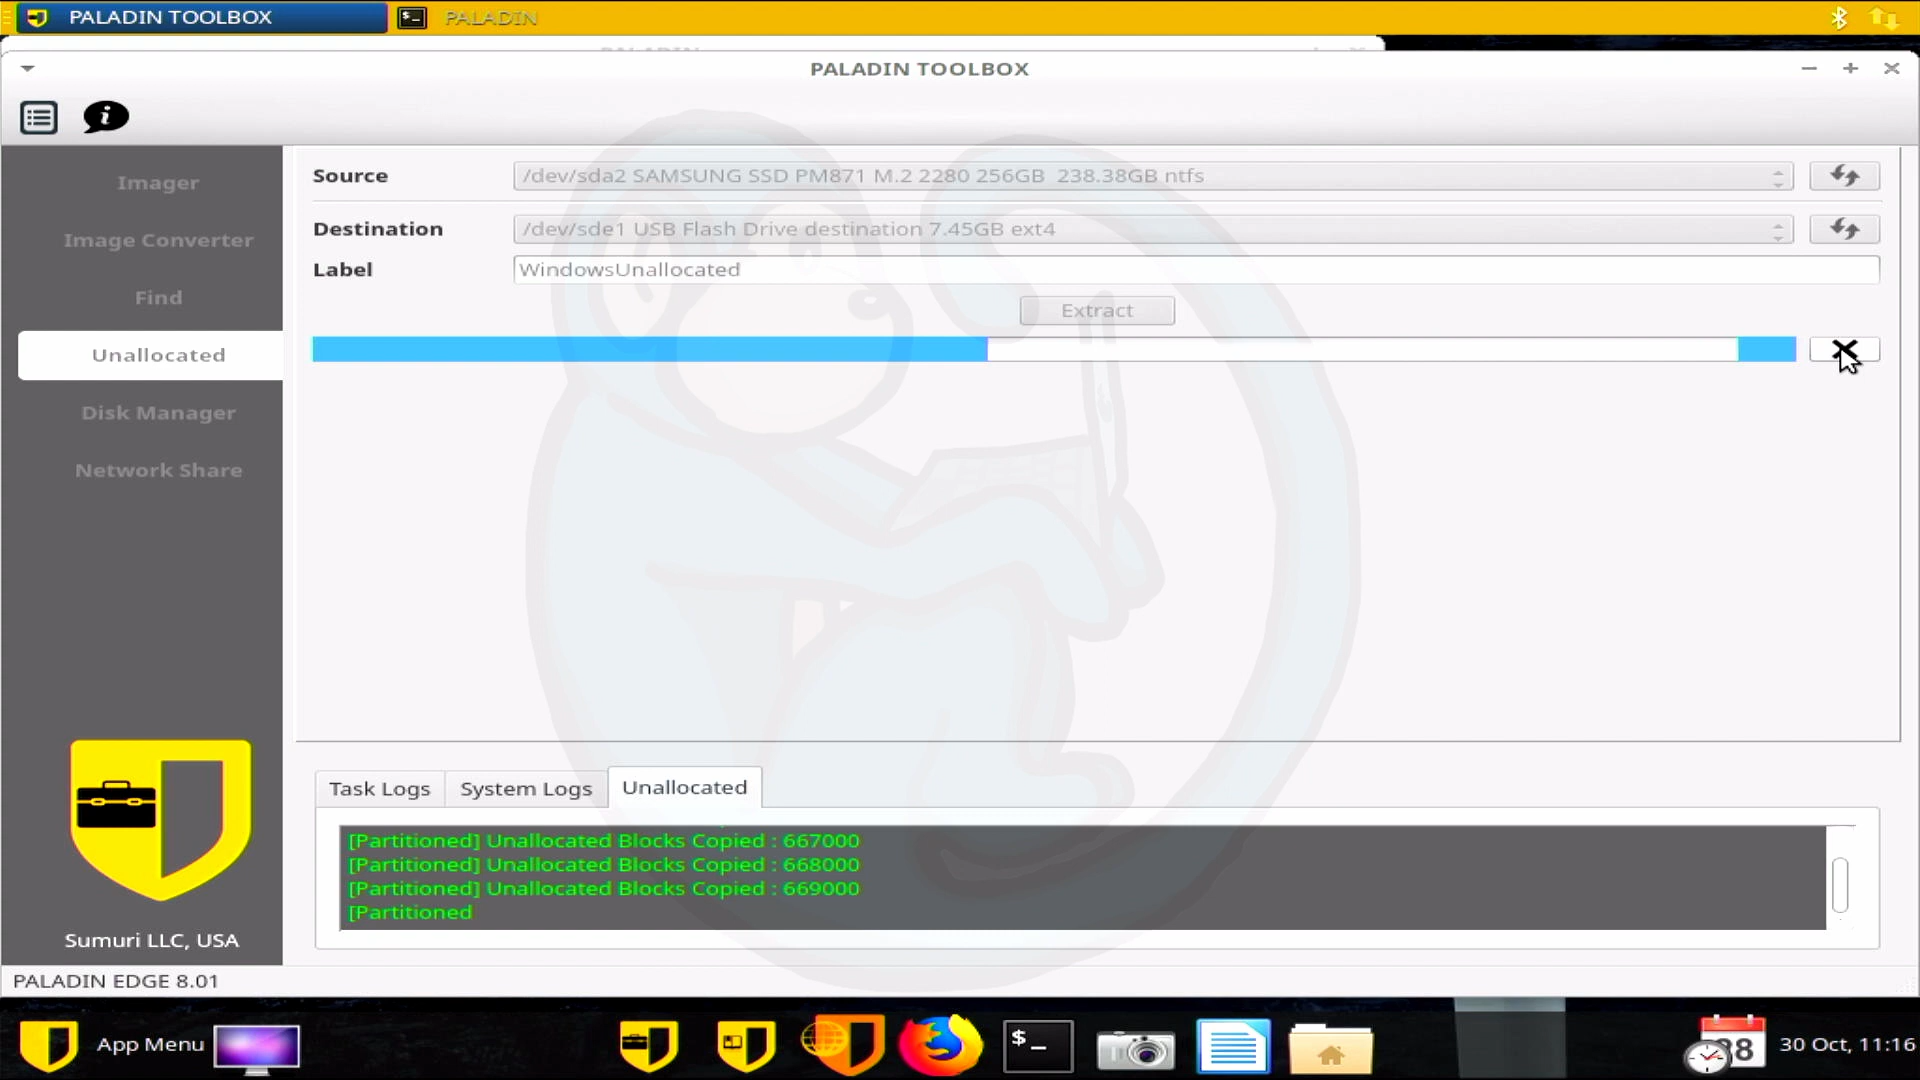 PALADIN TOOLBOX
PALADIN
PALADIN TOOLBOX
Imager
Image Converter
Find
Unallocated
Disk Manager
Network Share
Sumuri LLC, USA
Source
/dev/sda2 SAMSUNG SSD PM871 M.2 2280 256GB  238.38GB ntfs
Destination
/dev/sde1 USB Flash Drive destination 7.45GB ext4
Label
WindowsUnallocated
Extract
Task Logs
System Logs
Unallocated
[Partitioned] Unallocated Blocks Copied : 667000
[Partitioned] Unallocated Blocks Copied : 668000
[Partitioned] Unallocated Blocks Copied : 669000
[Partitioned
PALADIN EDGE 8.01
App Menu
$_
30 Oct, 11:16